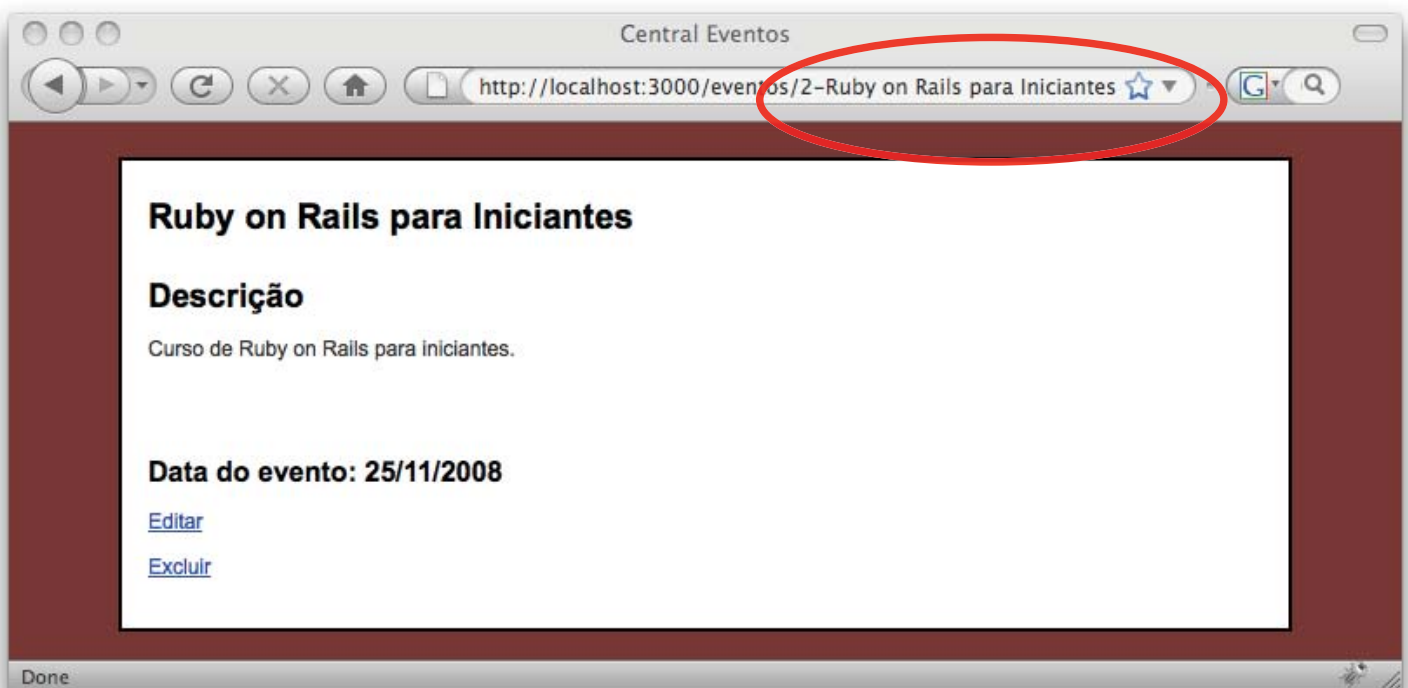 Central Eventos
http://localhost:3000/eventos/2-Ruby on Rails para Iniciantes
G
Ruby on Rails para Iniciantes
Descrição
Curso de Ruby on Rails para iniciantes.
Data do evento: 25/11/2008
Editar
Excluir
Done